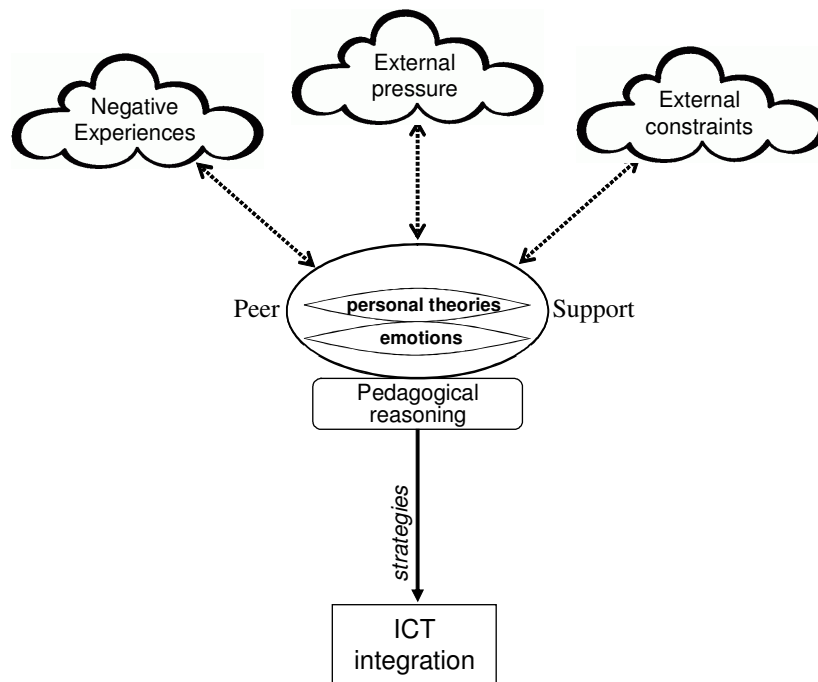 External
pressure
Negative
Experiences
External
constraints
Peer
personal theories
Support
emotions
Pedagogical
reasoning
strategies
ICT
integration